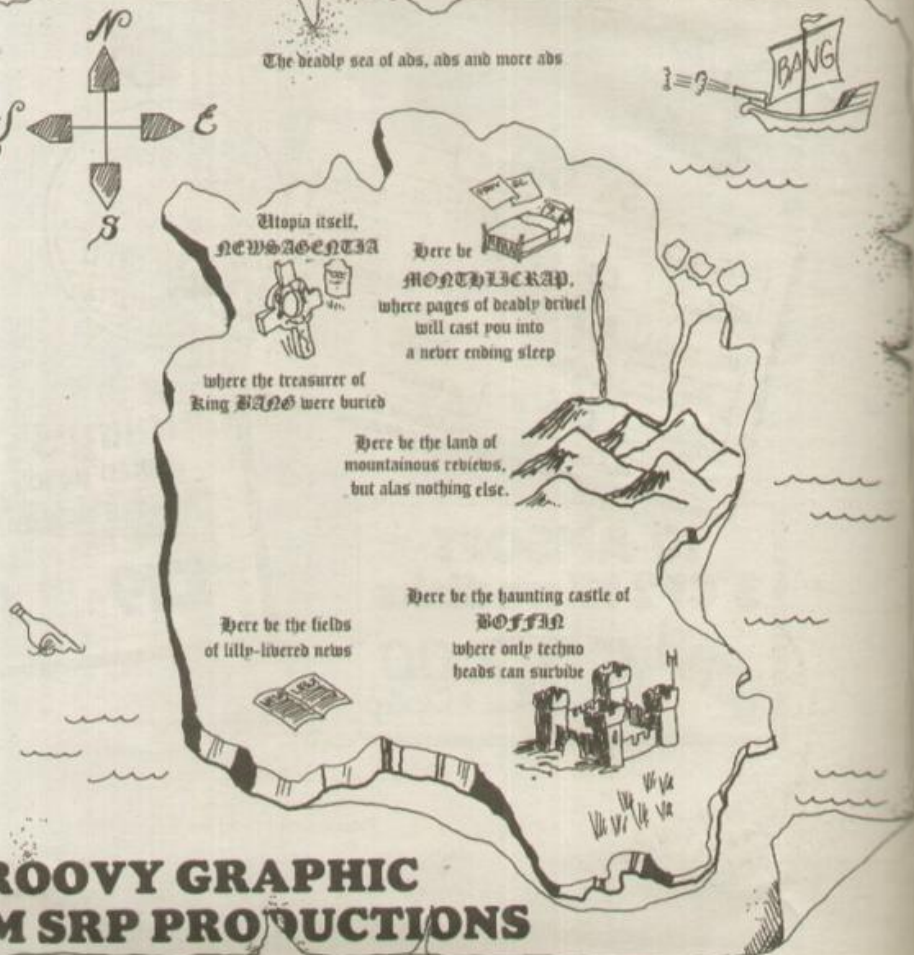 N
The deadly sea of ads, ads and more ads
BANG
E
S
Utopia itself,
NEWSAGENTIA
where the treasurer of
King BANG were buried
Here be
MONTHLICRAP,
where pages of deadly drivel
will cast you into
a never ending sleep
Here be the land of
mountainous reviews,
but alas nothing else.
Here be the fields
of lilly-livered news
Here be the haunting castle of
BOFFIN
where only techno
heads can survive
ROOVY GRAPHIC
M SRP PRODUCTIONS